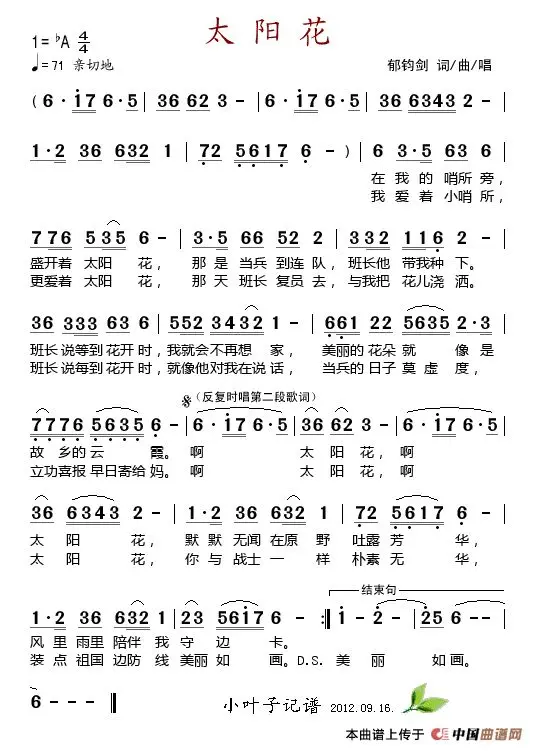 太阳花
1=♭A 4/4
♩=71 亲切地
郁钧剑 词/曲/唱
( 6·i7 6·5 | 36 62 3 - | 6·i7 6·5 | 36 6343 2 - |
1·2 36 632 1 | 72 5617 6 - ) | 6 3·5 63 6 |
在 我 的 哨所 旁,
我 爱 着 小哨 所,
776 535 6 - | 3·5 66 52 2 | 332 116 2 - |
盛开着 太阳 花, 那 是 当兵 到连 队, 班长他 带我种 下。
更爱着 太阳 花, 那 天 班长 复员 去, 与我把 花儿浇 洒。
36 333 63 6 | 552 3432 1 - | 661 22 5635 2·3 |
班长 说等到 花开 时, 我就会 不再想 家, 美丽的 花朵 就 像 是
班长 说每到 花开 时, 就像他 对我在 说 话, 当兵的 日子 莫 虚 度,
7776 5635 6 - | 6·i7 6·5 | 36 62 3 - | 6·i7 6·5 |
𝄋(反复时唱第二段歌词)
故 乡的 云 霞。 啊 太 阳 花, 啊
立功喜报 早日寄给 妈。 啊 太 阳 花, 啊
36 6343 2 - | 1·2 36 632 1 | 72 5617 6 - |
太 阳 花, 默 默 无闻 在原 野 吐露 芳 华,
太 阳 花, 你 与 战士 一 样 朴素 无 华,
结束句
1·2 36 632 1 | 23 5617 6 - :‖ i - 2 - | 25 6 - - |
风 里 雨里 陪伴 我 守 边 卡。
装 点 祖国 边防 线 美丽 如 画。D.S. 美 丽 如画。
6 - - - ‖
小叶子记谱 2012.09.16.
本曲谱上传于 中国曲谱网